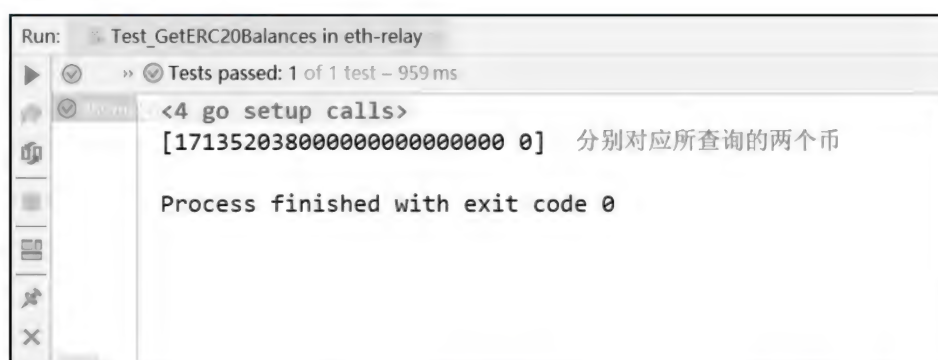 Run: Test_GetERC20Balances in eth-relay
» Tests passed: 1 of 1 test – 959 ms
<4 go setup calls>
[1713520380000000000000000 0] 分别对应所查询的两个币
Process finished with exit code 0